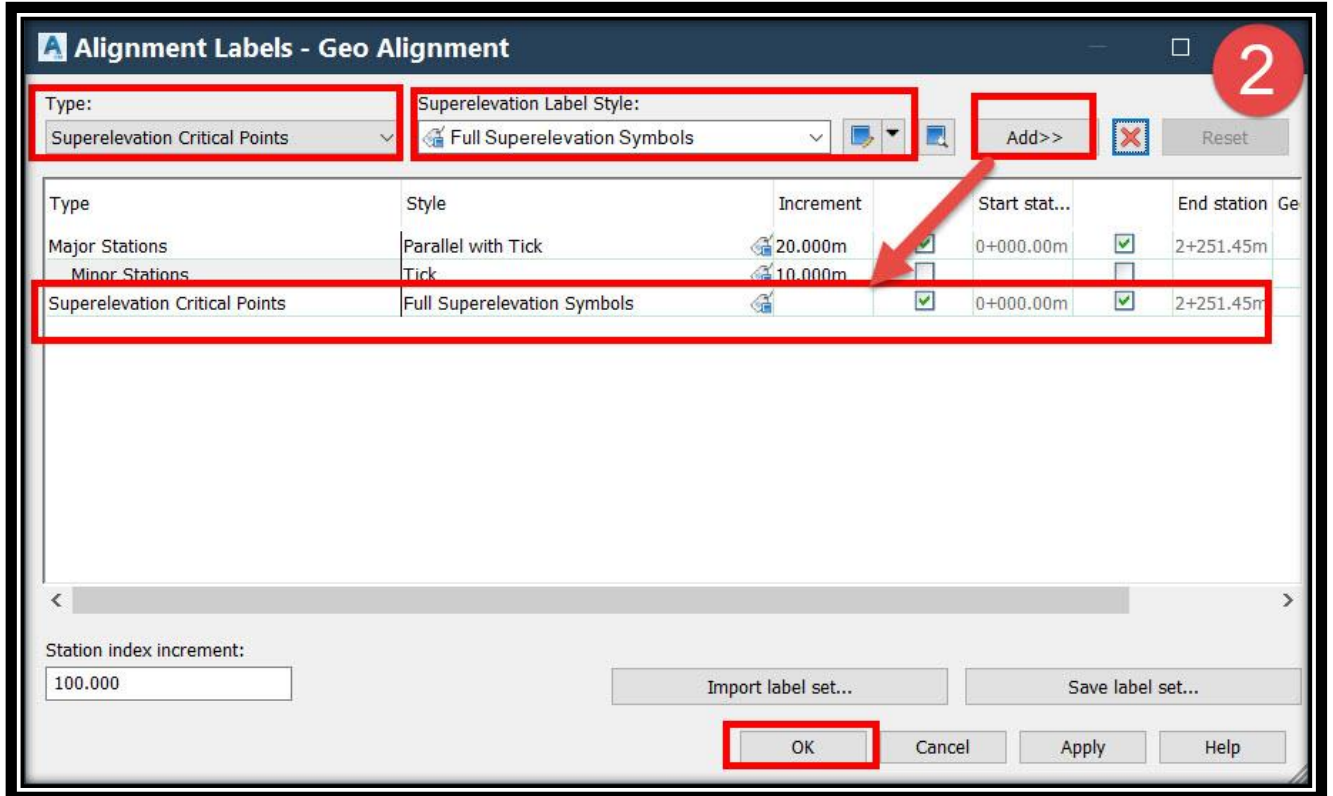 Alignment Labels - Geo Alignment
2
Type:
Superelevation Label Style:
Superelevation Critical Points
Full Superelevation Symbols
Add>>
Reset
Type Style Increment Start stat... End station Ge
Major Stations Parallel with Tick 20.000m 0+000.00m 2+251.45m
Minor Stations Tick 10.000m
Superelevation Critical Points Full Superelevation Symbols 0+000.00m 2+251.45m
Station index increment:
100.000
Import label set...
Save label set...
OK
Cancel
Apply
Help